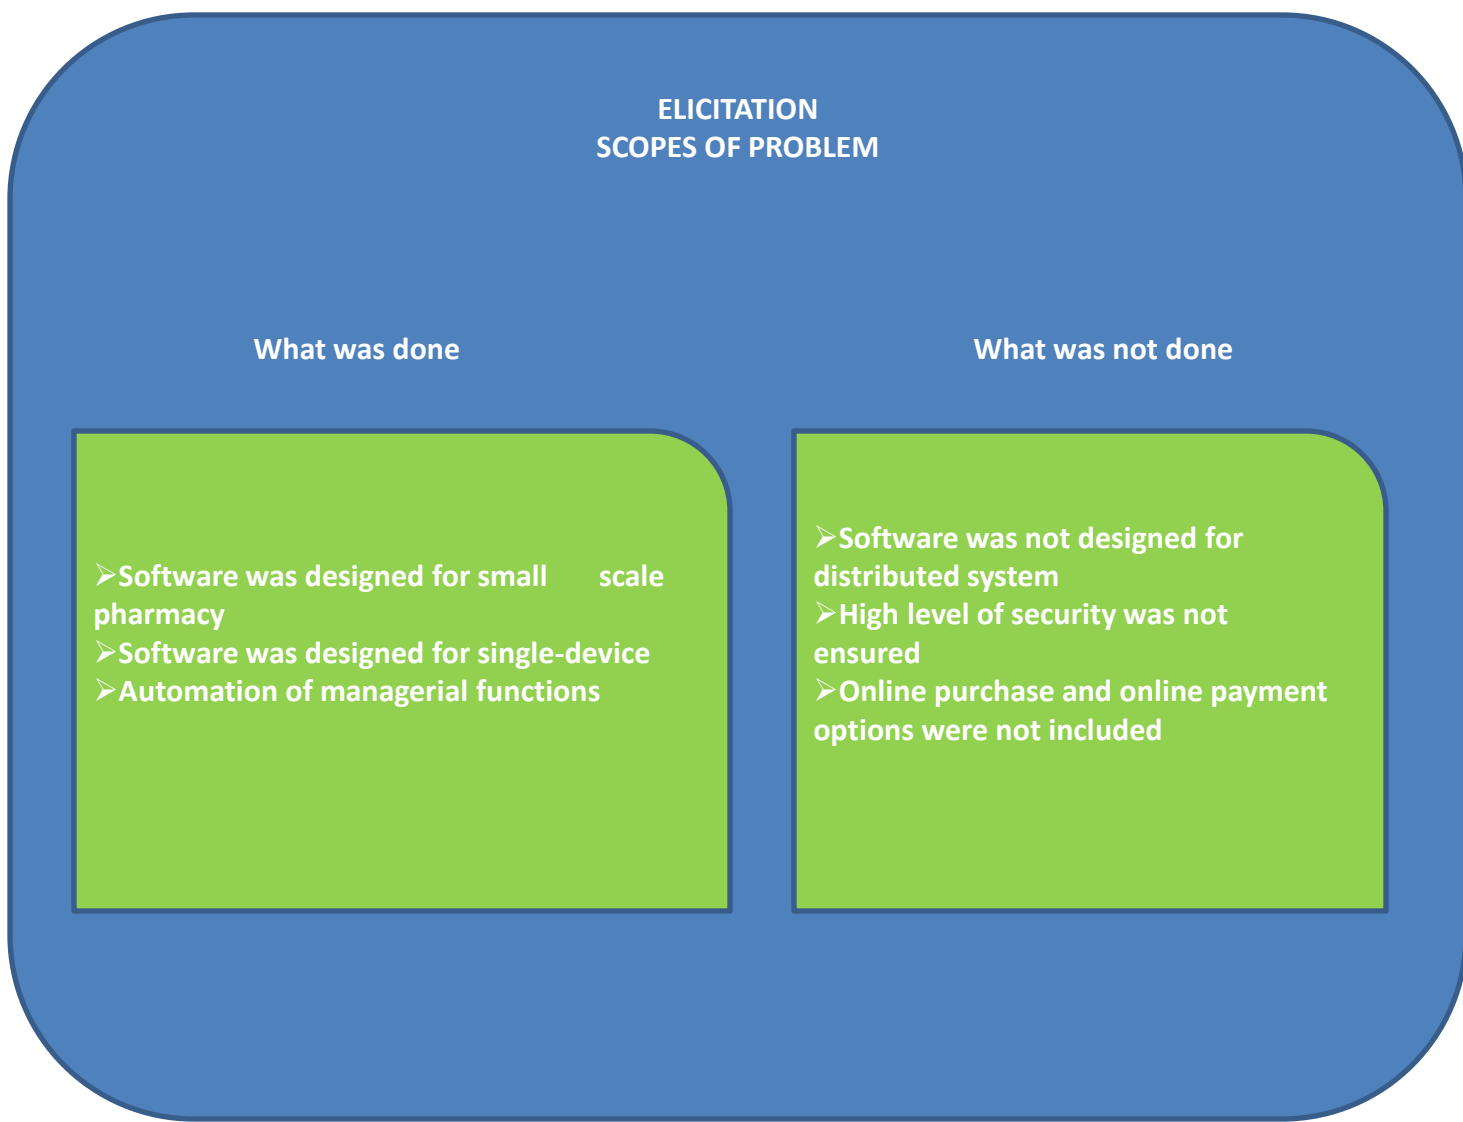 ELICITATION
SCOPES OF PROBLEM
What was done
➢Software was designed for small scale
pharmacy
➢Software was designed for single-device
➢Automation of managerial functions
What was not done
➢Software was not designed for
distributed system
➢High level of security was not
ensured
➢Online purchase and online payment
options were not included